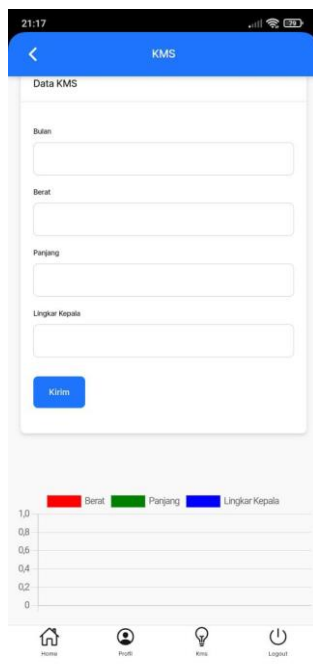 21:17
79
KMS
Data KMS
Bulan
Berat
Panjang
Lingkar Kepala
Kirim
Berat Panjang Lingkar Kepala
1,0
0,8
0,6
0,4
0,2
0
Home Profil Kms Logout